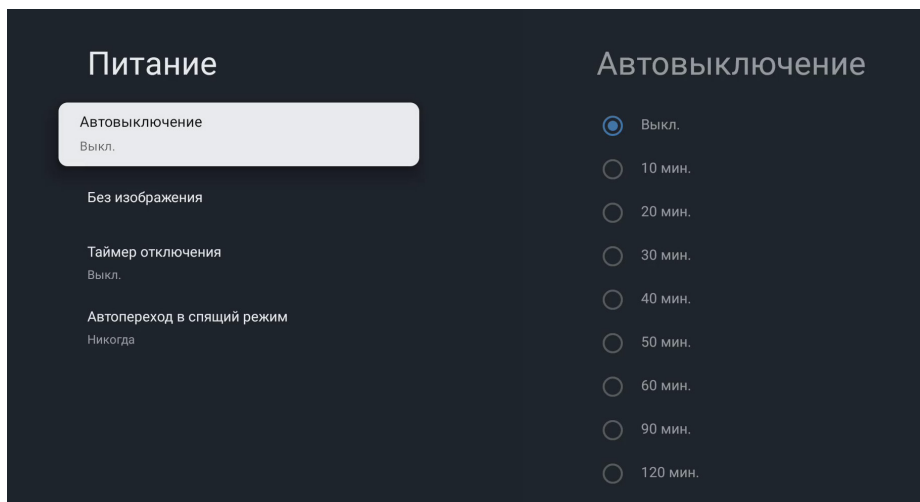 Питание
Автовыключение
Выкл.
Без изображения
Таймер отключения
Выкл.
Автопереход в спящий режим
Никогда
Автовыключение
Выкл.
10 мин.
20 мин.
30 мин.
40 мин.
50 мин.
60 мин.
90 мин.
120 мин.